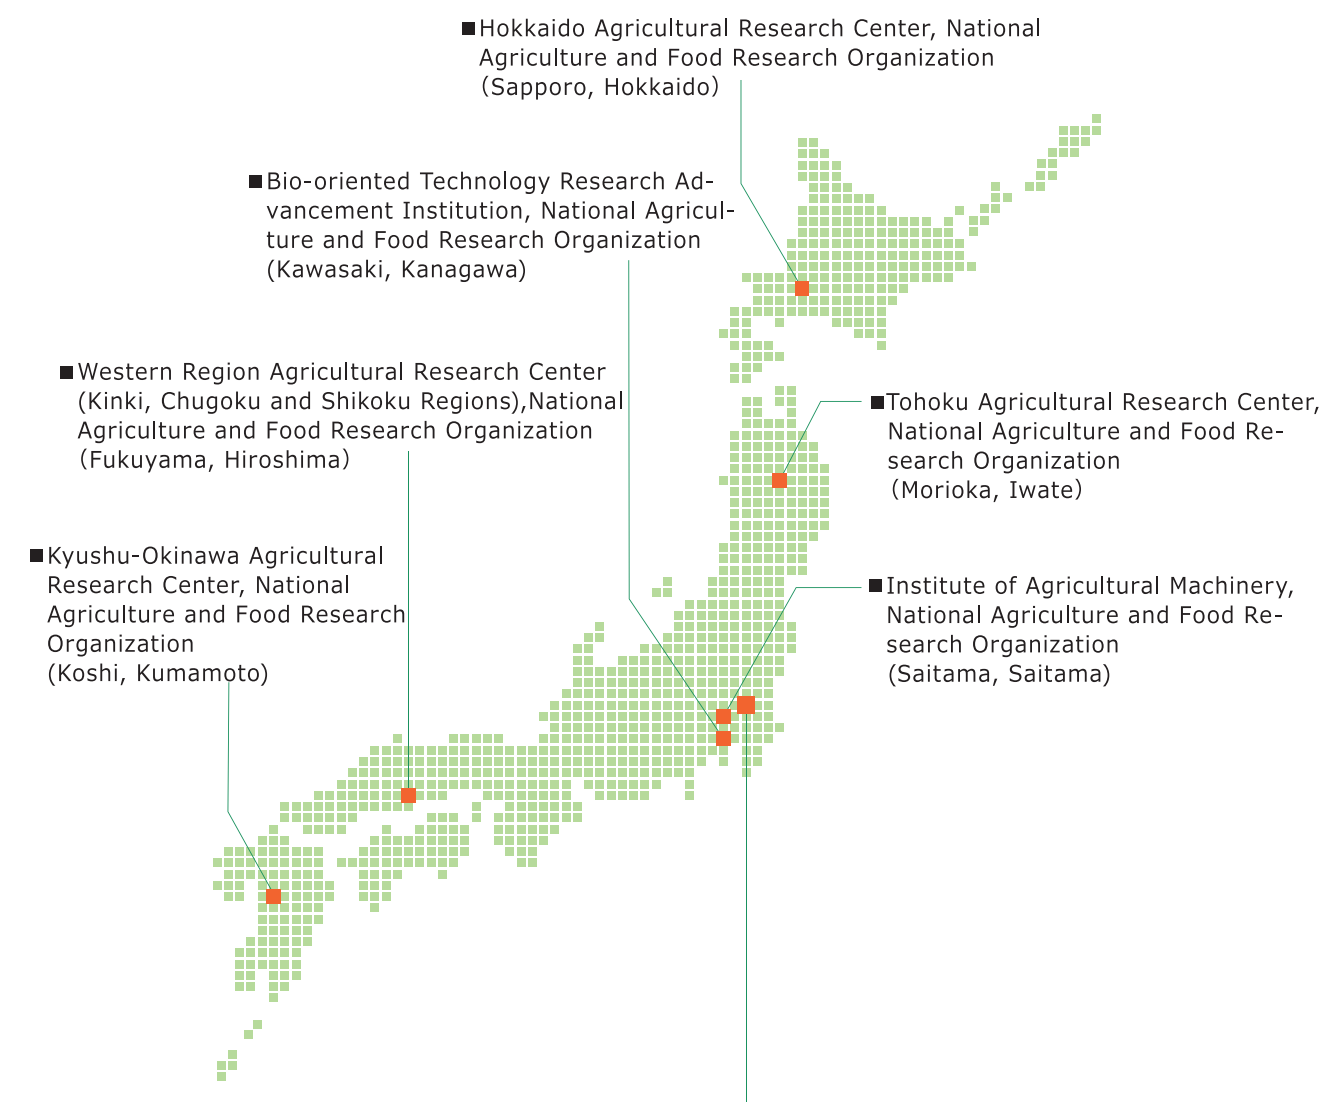 ■Hokkaido Agricultural Research Center, National
Agriculture and Food Research Organization
（Sapporo, Hokkaido）
■Bio-oriented Technology Research Ad-
vancement Institution, National Agricul-
ture and Food Research Organization
(Kawasaki, Kanagawa)
■Western Region Agricultural Research Center
(Kinki, Chugoku and Shikoku Regions),National
Agriculture and Food Research Organization
（Fukuyama, Hiroshima）
■Tohoku Agricultural Research Center,
National Agriculture and Food Re-
search Organization
（Morioka, Iwate）
■Kyushu-Okinawa Agricultural
Research Center, National
Agriculture and Food Research
Organization
(Koshi, Kumamoto)
■Institute of Agricultural Machinery,
National Agriculture and Food Re-
search Organization
(Saitama, Saitama)